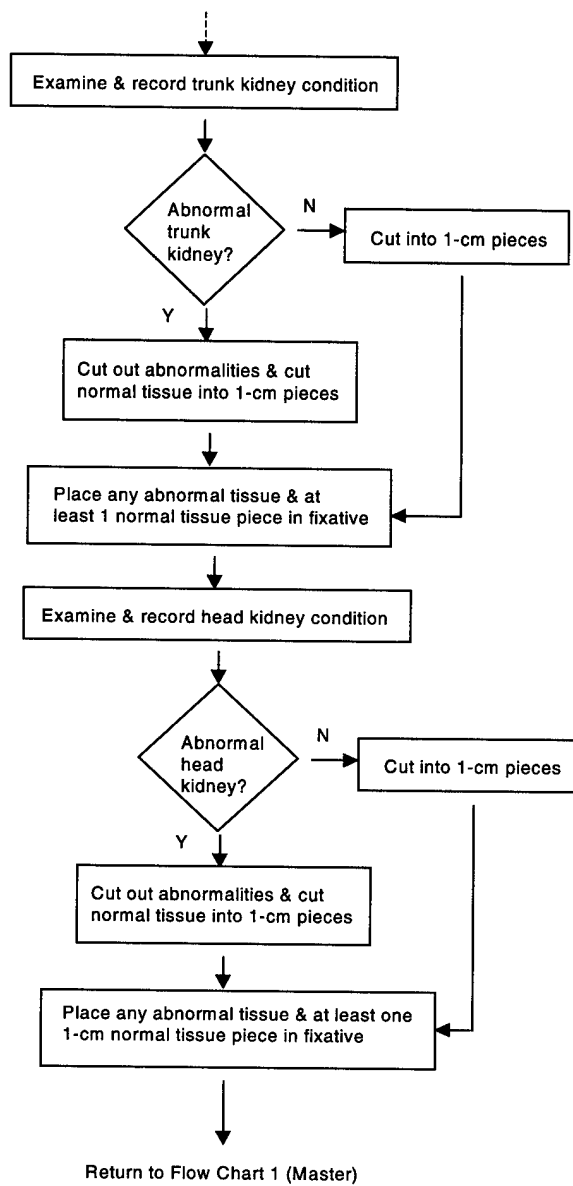 Examine & record trunk kidney condition
Abnormal
trunk
kidney?
N
Cut into 1-cm pieces
Y
Cut out abnormalities & cut
normal tissue into 1-cm pieces
Place any abnormal tissue & at
least 1 normal tissue piece in fixative
Examine & record head kidney condition
Abnormal
head
kidney?
N
Cut into 1-cm pieces
Y
Cut out abnormalities & cut
normal tissue into 1-cm pieces
Place any abnormal tissue & at least one
1-cm normal tissue piece in fixative
Return to Flow Chart 1 (Master)